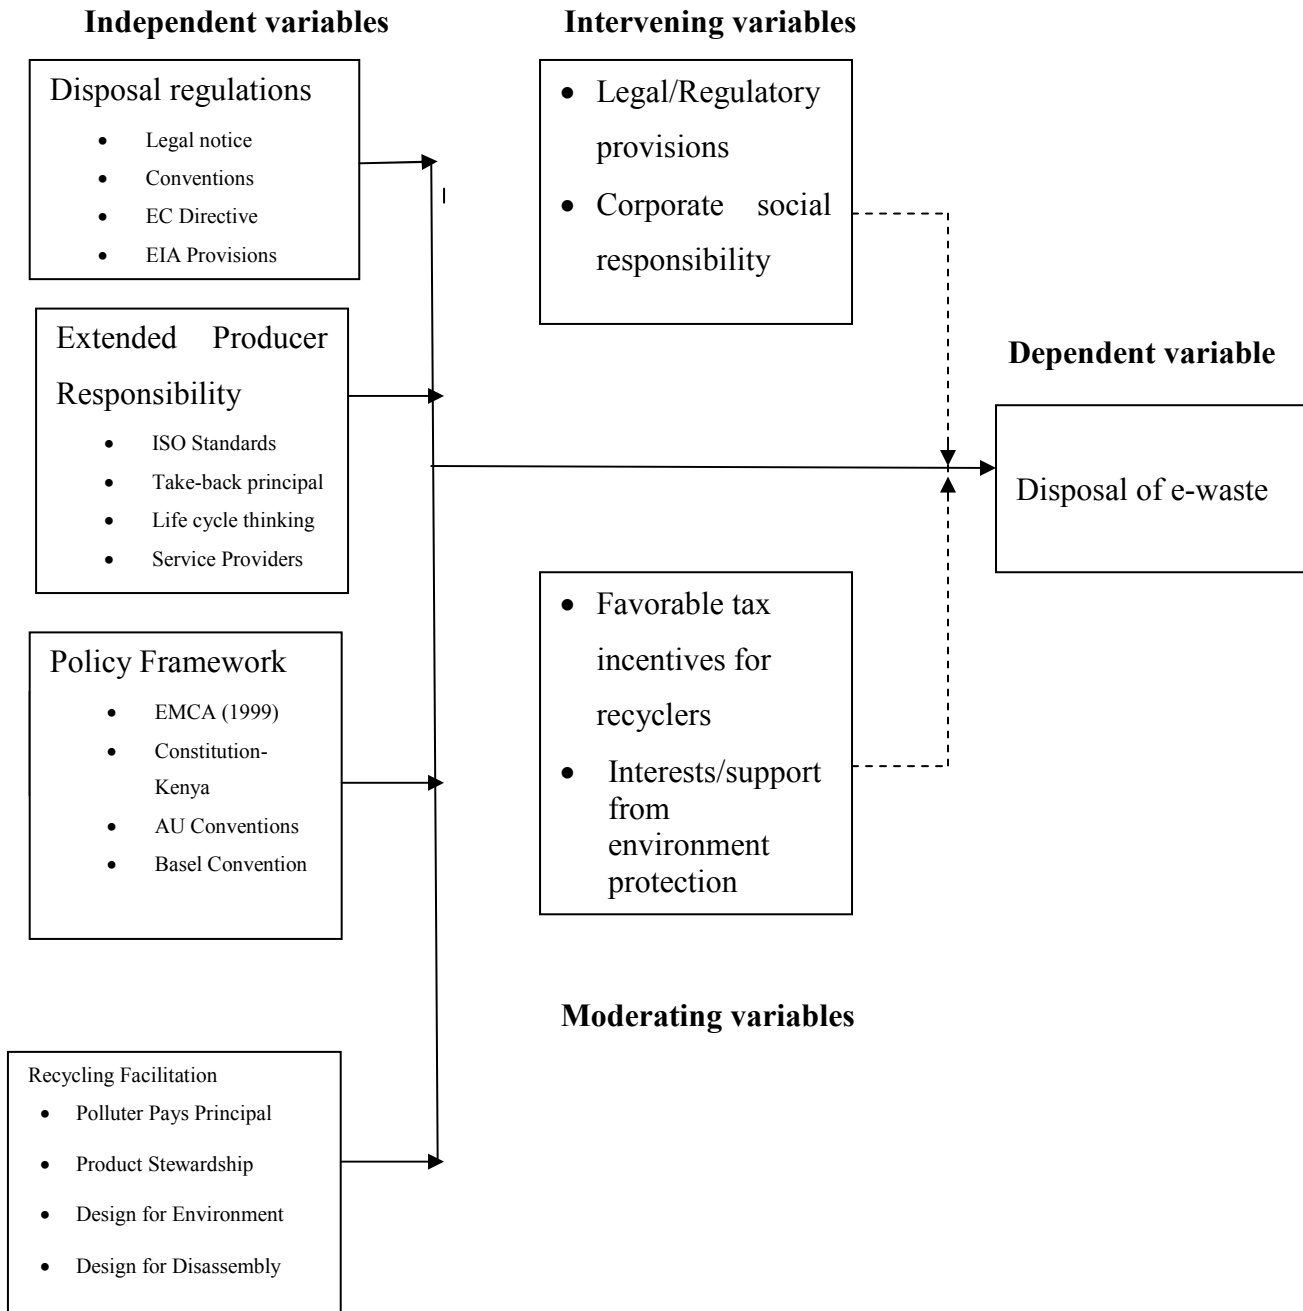 Independent variables
Disposal regulations
• Legal notice
• Conventions
• EC Directive
• EIA Provisions
Extended Producer
Responsibility
• ISO Standards
• Take-back principal
• Life cycle thinking
• Service Providers
Policy Framework
• EMCA (1999)
• Constitution-
Kenya
• AU Conventions
• Basel Convention
Recycling Facilitation
• Polluter Pays Principal
• Product Stewardship
• Design for Environment
• Design for Disassembly
Intervening variables
• Legal/Regulatory
provisions
• Corporate social
responsibility
• Favorable tax
incentives for
recyclers
• Interests/support
from
environment
protection
Moderating variables
Dependent variable
Disposal of e-waste